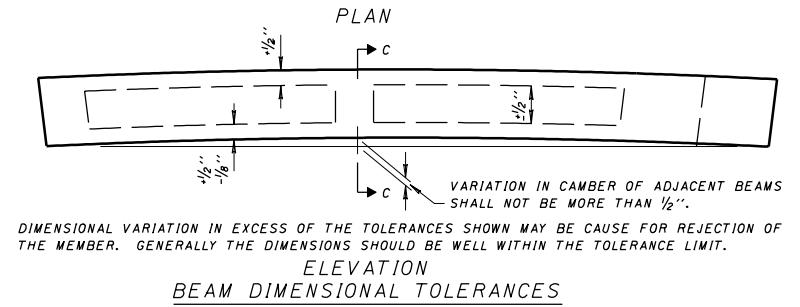 PLAN
+1/2"
C
±1/2"
+1/2"
-1/8"
C
VARIATION IN CAMBER OF ADJACENT BEAMS
SHALL NOT BE MORE THAN 1/2".
DIMENSIONAL VARIATION IN EXCESS OF THE TOLERANCES SHOWN MAY BE CAUSE FOR REJECTION OF
THE MEMBER. GENERALLY THE DIMENSIONS SHOULD BE WELL WITHIN THE TOLERANCE LIMIT.
ELEVATION
BEAM DIMENSIONAL TOLERANCES